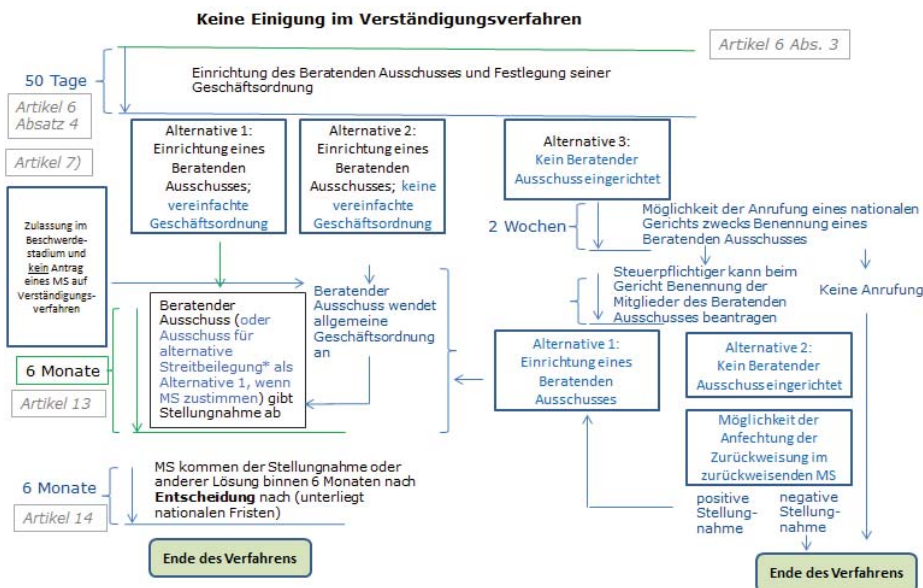 Keine Einigung im Verständigungsverfahren
Artikel 6 Abs. 3
50 Tage
Einrichtung des Beratenden Ausschusses und Festlegung seiner
Geschäftsordnung
Artikel 6
Absatz 4
Artikel 7)
Alternative 1:
Einrichtung eines
Beratenden
Ausschusses;
vereinfachte
Geschäftsordnung
Alternative 2:
Einrichtung eines
Beratenden
Ausschusses; keine
vereinfachte
Geschäftsordnung
Alternative 3:
Kein Beratender
Ausschuss eingerichtet
Zulassung im
Beschwerde-
stadium und
kein Antrag
eines MS auf
Verständigungs-
verfahren
2 Wochen
Möglichkeit der Anrufung eines nationalen
Gerichts zwecks Benennung eines
Beratenden Ausschusses
Steuerpflichtiger kann beim
Gericht Benennung der
Mitglieder des Beratenden
Ausschusses beantragen
Keine Anrufung
Beratender
Ausschuss (oder
Ausschuss für
alternative
Streitbeilegung* als
Alternative 1, wenn
MS zustimmen) gibt
Stellungnahme ab
Beratender
Ausschuss wendet
allgemeine
Geschäftsordnung
an
6 Monate
Artikel 13
Alternative 1:
Einrichtung eines
Beratenden
Ausschusses
Alternative 2:
Kein Beratender
Ausschuss eingerichtet
Möglichkeit der
Anfechtung der
Zurückweisung im
zurückweisenden MS
6 Monate
Artikel 14
MS kommen der Stellungnahme oder
anderer Lösung binnen 6 Monaten nach
Entscheidung nach (unterliegt
nationalen Fristen)
positive
Stellung-
nahme
negative
Stellung-
nahme
Ende des Verfahrens
Ende des Verfahrens